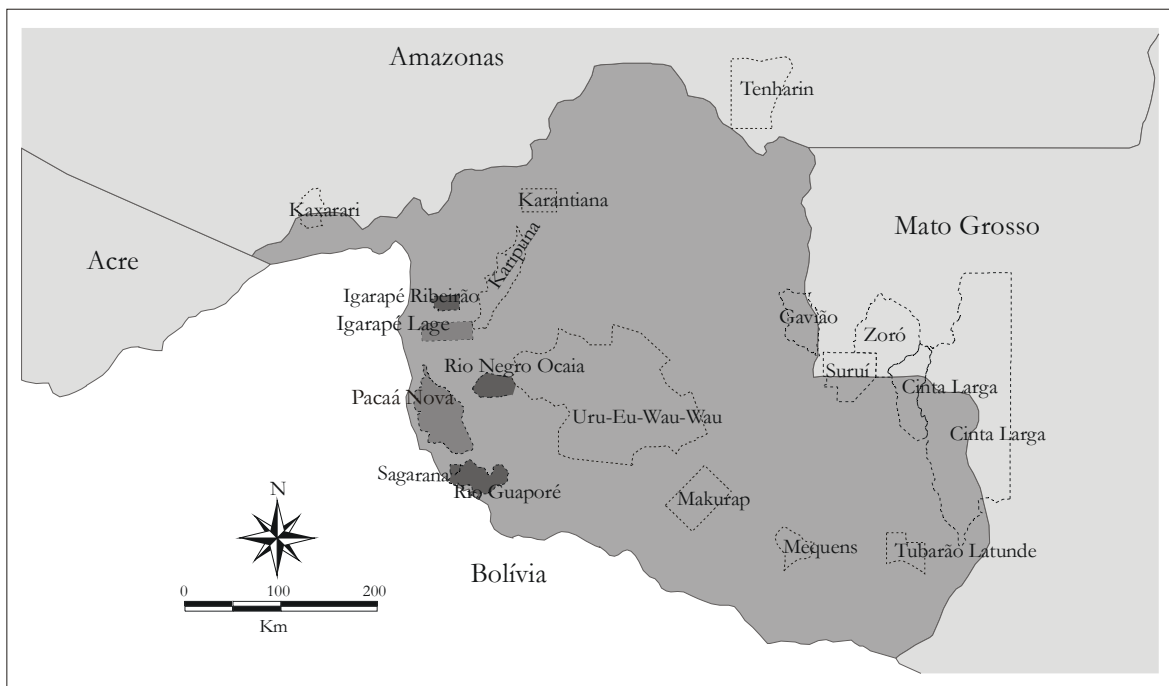 Amazonas
Tenharin
Kaxarari
Karantiana
Acre
Mato Grosso
Karipuna
Igarapé Ribeirão
Igarapé Lage
Gavião
Zoró
Rio Negro Ocaia
Suruí
Pacaá Nova
Cinta Larga
Uru-Eu-Wau-Wau
Cinta Larga
Sagarana
Rio Guaporé
Makurap
N
Mequens
Tubarão Latunde
Bolívia
0 100 200
Km